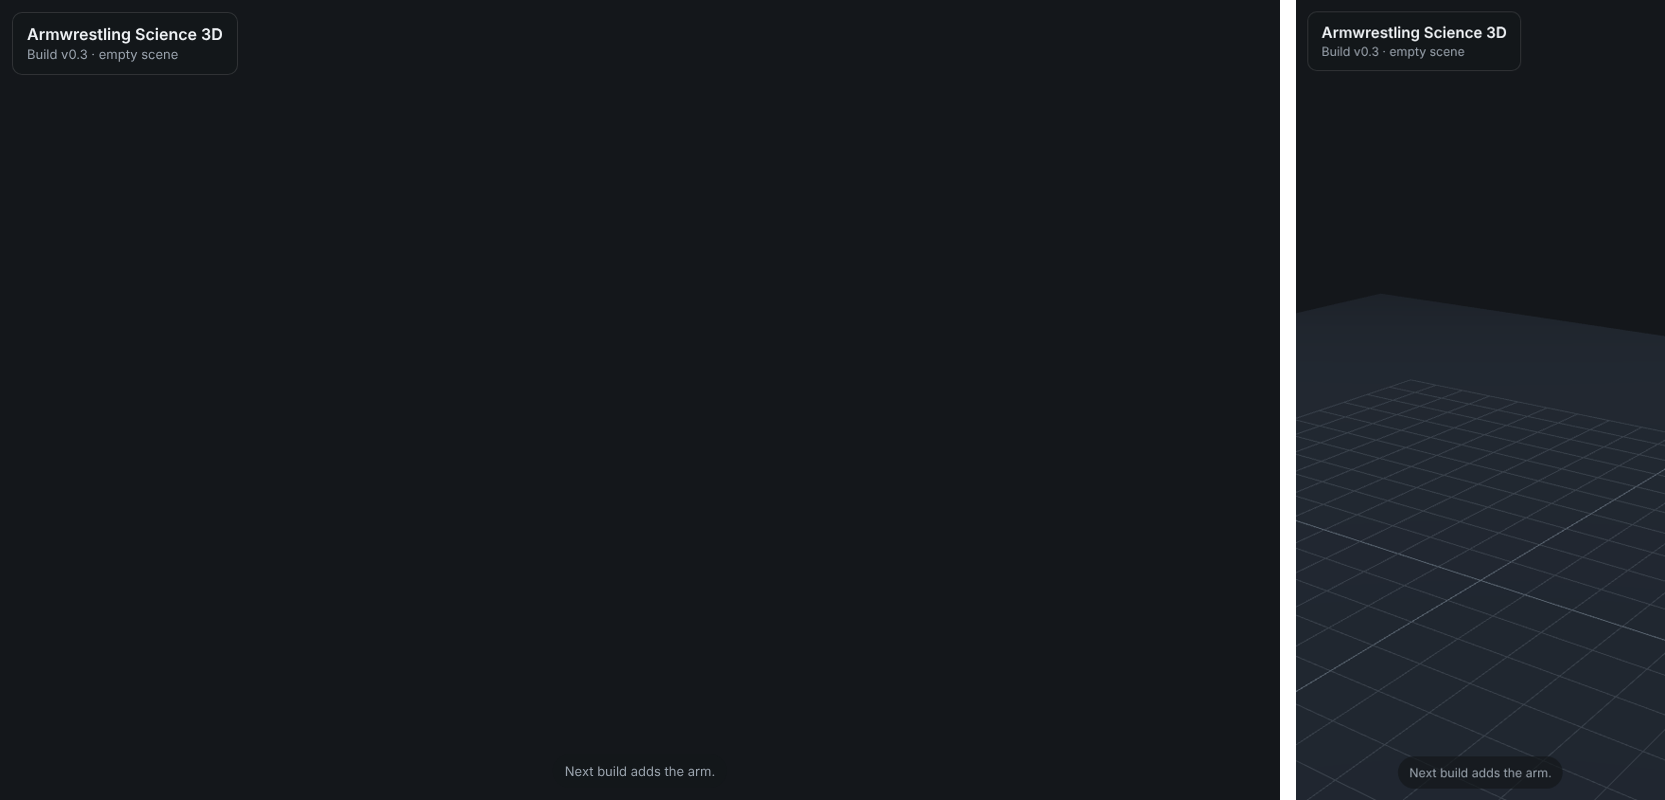 Armwrestling Science 3D
Build v0.3 · empty scene
Next build adds the arm.
Armwrestling Science 3D
Build v0.3 · empty scene
Next build adds the arm.